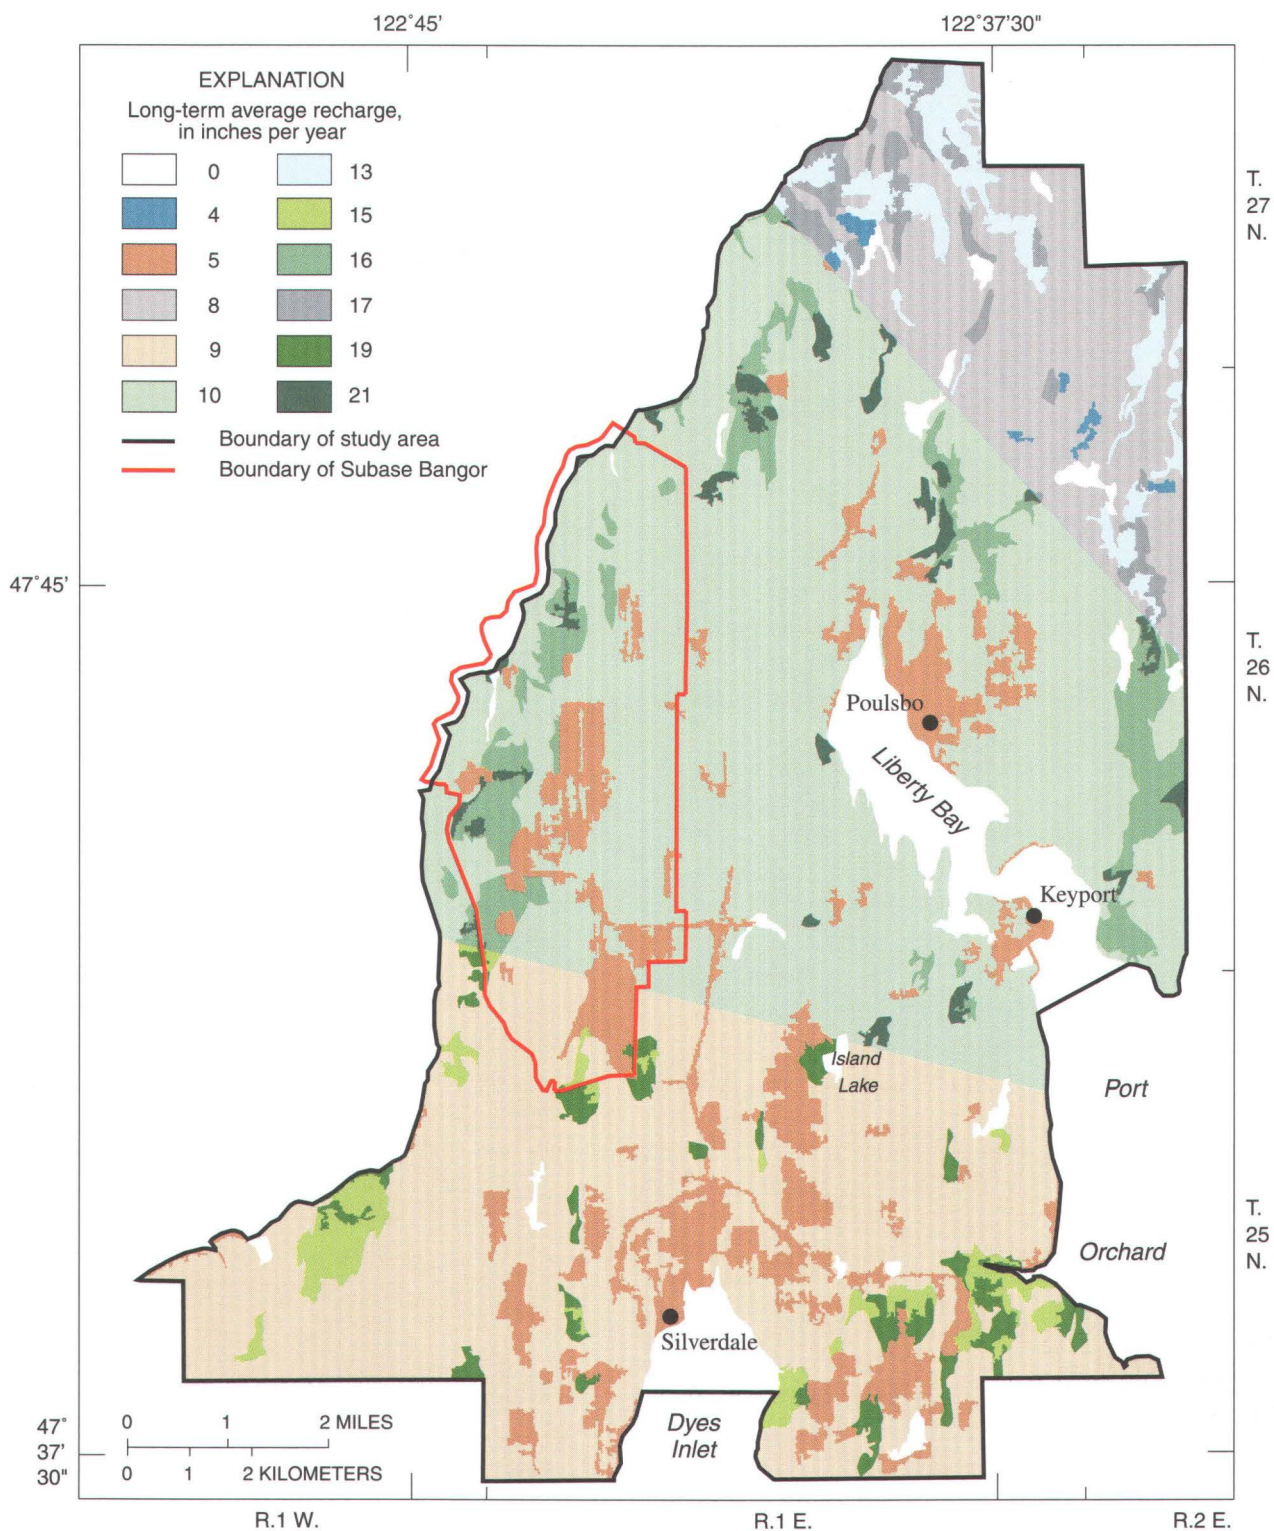 122°45' 122°37'30"
EXPLANATION
Long-term average recharge,
in inches per year
0 13
4 15
5 16
8 17
9 19
10 21
Boundary of study area
Boundary of Subase Bangor
T.
27
N.
47°45'
T.
26
N.
Poulsbo
Liberty Bay
Keyport
Island
Lake
Port
Orchard
T.
25
N.
Silverdale
Dyes
Inlet
47°
37'
30"
0 1 2 MILES
0 1 2 KILOMETERS
R.1 W. R.1 E. R.2 E.